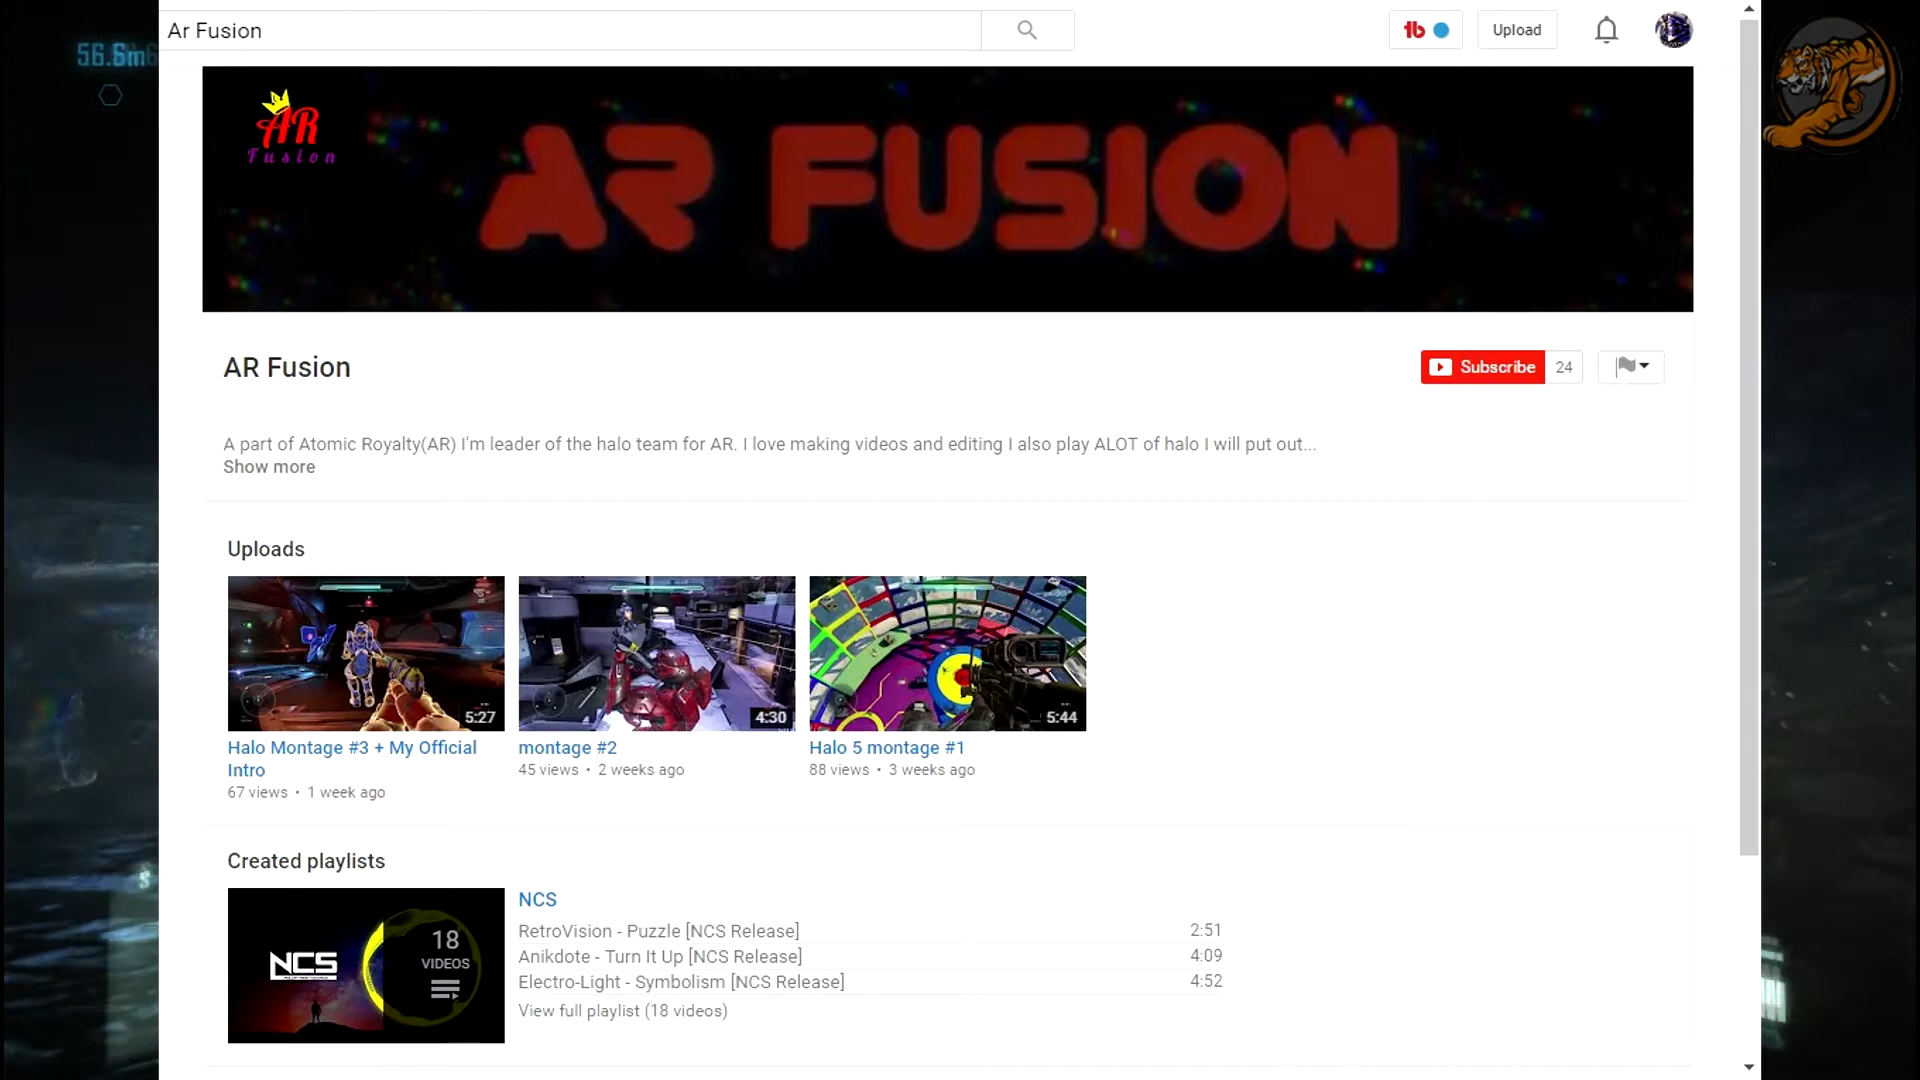 Ar Fusion
Upload
AR
Fusion
AR FUSION
AR Fusion
Subscribe 24
A part of Atomic Royalty(AR) I'm leader of the halo team for AR. I love making videos and editing I also play ALOT of halo I will put out...
Show more
Uploads
5:27
4:30
5:44
Halo Montage #3 + My Official
Intro
67 views • 1 week ago
montage #2
45 views • 2 weeks ago
Halo 5 montage #1
88 views • 3 weeks ago
Created playlists
NCS
18
VIDEOS
NCS
RetroVision - Puzzle [NCS Release] 2:51
Anikdote - Turn It Up [NCS Release] 4:09
Electro-Light - Symbolism [NCS Release] 4:52
View full playlist (18 videos)